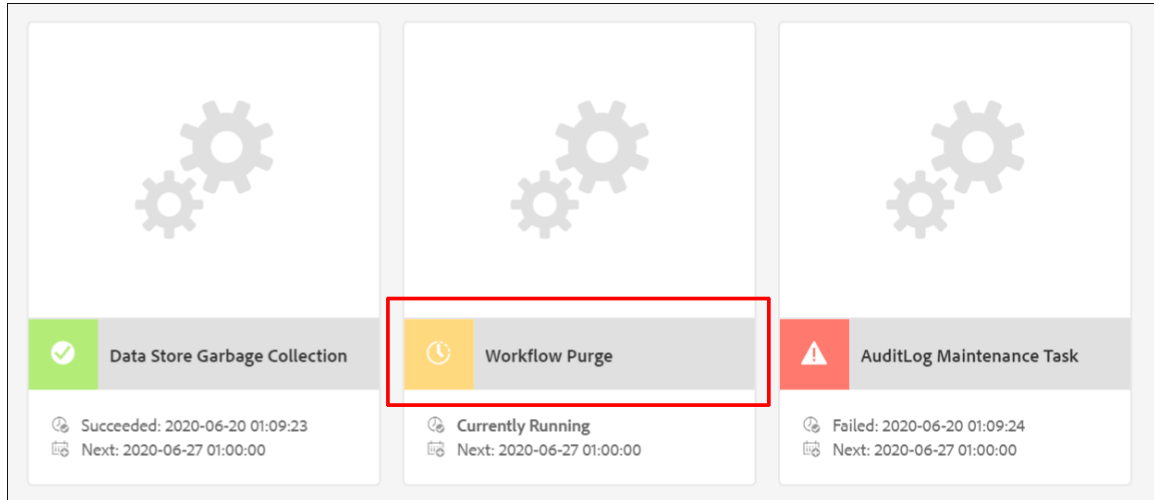 Data Store Garbage Collection
Succeeded: 2020-06-20 01:09:23
Next: 2020-06-27 01:00:00
Workflow Purge
Currently Running
Next: 2020-06-27 01:00:00
AuditLog Maintenance Task
Failed: 2020-06-20 01:09:24
Next: 2020-06-27 01:00:00